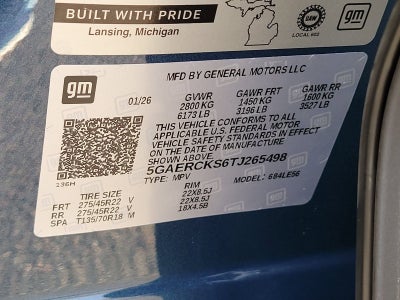 BUILT WITH PRIDE
Lansing, Michigan
UAW
LOCAL 602
gm
gm
MFD BY GENERAL MOTORS LLC
01/26
GVWR GAWR FRT GAWR RR
2800 KG 1450 KG 1600 KG
6173 LB 3196 LB 3527 LB
THIS VEHICLE CONFORMS TO ALL
APPLICABLE U.S. FEDERAL MOTOR
VEHICLE SAFETY STANDARDS IN EFFECT
ON THE DATE OF MANUFACTURE
SHOWN ABOVE.
5GAERCKS6TJ265498
TYPE: MPV MODEL: 684LE56
136H
TIRE SIZE RIM
FRT 275/45R22 V 22X8.5J
RR 275/45R22 V 22X8.5J
SPA T135/70R18 M 18X4.5B